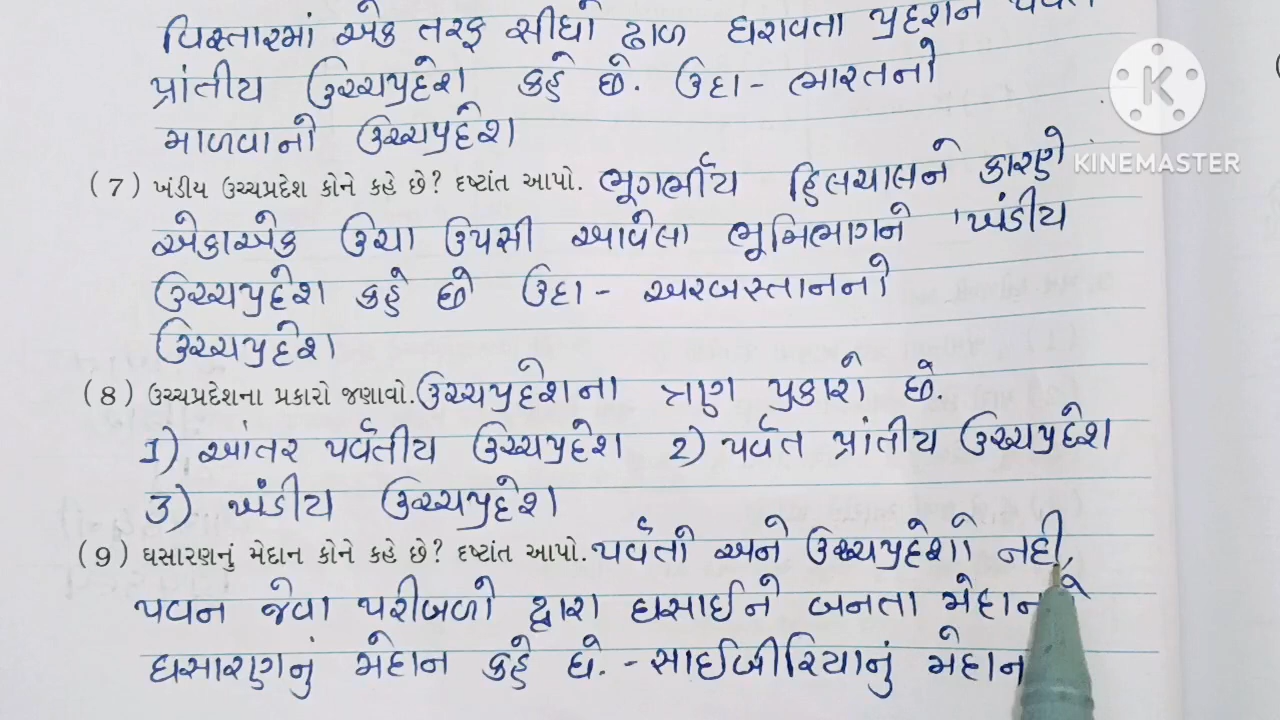 વિસ્તારમાં એક તરફ સીધો ઢાળ ધરાવતા પ્રદેશને પર્વત
પ્રાંતીય ઉચ્ચપ્રદેશ કહે છે. ઉદા - ભારતનો
માળવાનો ઉચ્ચપ્રદેશ
(7) ખંડીય ઉચ્ચપ્રદેશ કોને કહે છે? દૃષ્ટાંત આપો. ભૂગર્ભીય હિલચાલને કારણે
એકાએક ઉંચા ઉપસી આવેલા ભૂમિભાગને 'ખંડીય
ઉચ્ચપ્રદેશ કહે છે ઉદા - અરબસ્તાનનો
ઉચ્ચપ્રદેશ
(8) ઉચ્ચપ્રદેશના પ્રકારો જણાવો. ઉચ્ચપ્રદેશના ત્રણ પ્રકારો છે.
1) આંતર પર્વતીય ઉચ્ચપ્રદેશ 2) પર્વત પ્રાંતીય ઉચ્ચપ્રદેશ
3) ખંડીય ઉચ્ચપ્રદેશ
(9) ઘસારણનું મેદાન કોને કહે છે? દૃષ્ટાંત આપો. પર્વતો અને ઉચ્ચપ્રદેશો નદી,
પવન જેવા પરીબળો દ્વારા ઘસાઈને બનતા મેદાનને
ઘસારણનું મેદાન કહે છે. - સાઈબીરિયાનું મેદાન
K
KINEMASTER